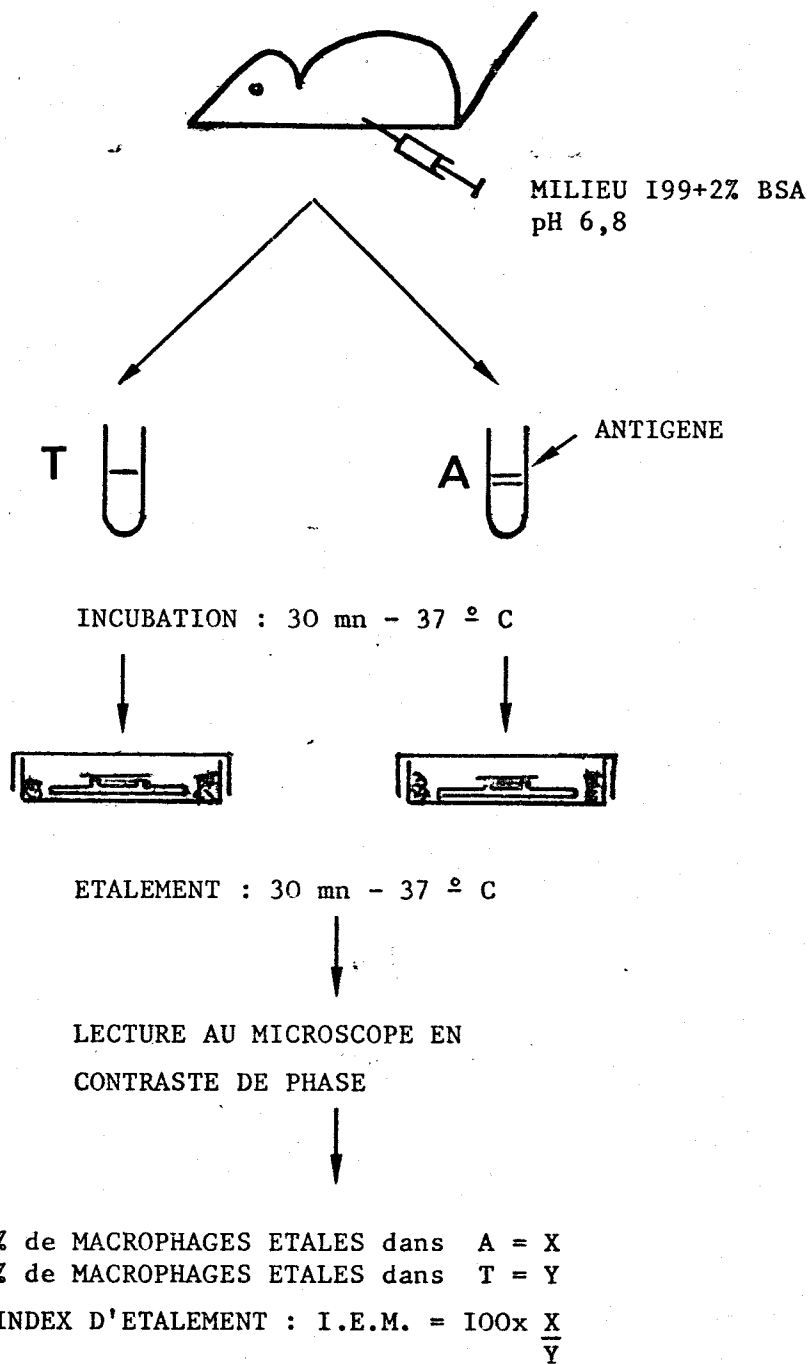 MILIEU I99+2% BSA
pH 6,8
T
A
ANTIGENE
INCUBATION : 30 mn - 37 º C
ETALEMENT : 30 mn - 37 º C
LECTURE AU MICROSCOPE EN
CONTRASTE DE PHASE
% de MACROPHAGES ETALES dans A = X
% de MACROPHAGES ETALES dans T = Y
INDEX D'ETALEMENT : I.E.M. = IOOx X
Y